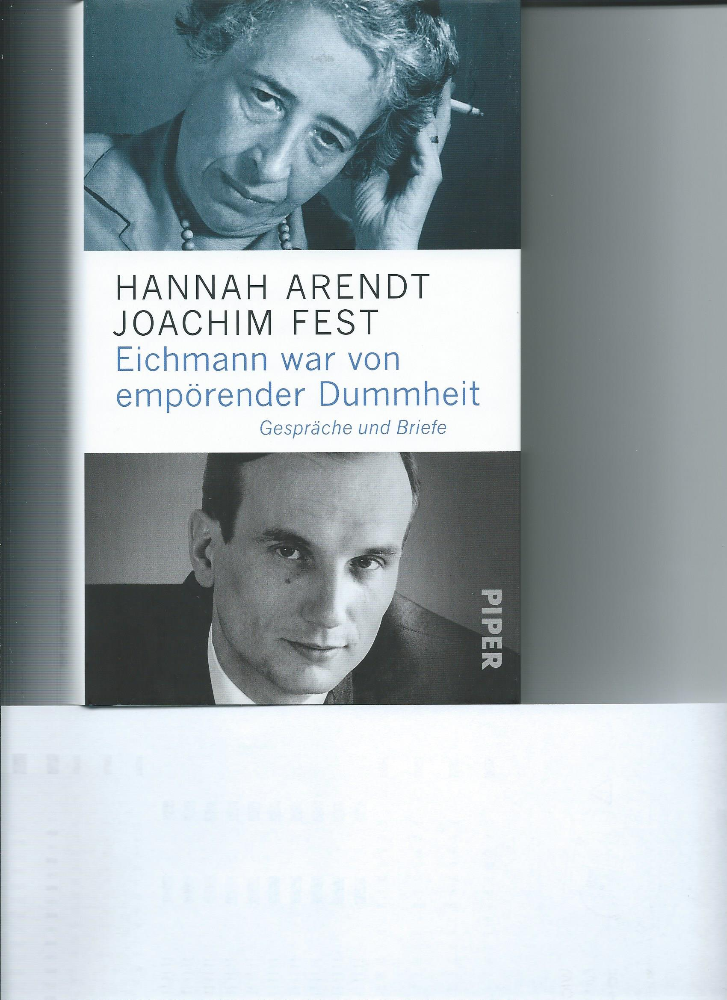 HANNAH ARENDT
JOACHIM FEST
Eichmann war von
empörender Dummheit
Gespräche und Briefe
PIPER